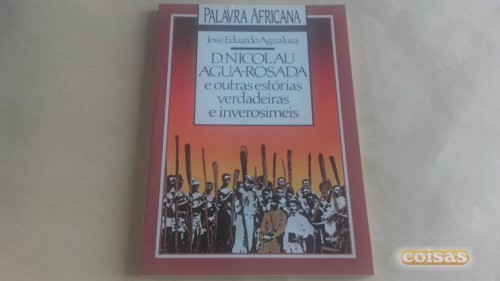 PALAVRA AFRICANA
José Eduardo Agualusa
D. NICOLAU
ÁGUA-ROSADA
e outras estórias
verdadeiras
e inverosímeis
coisas